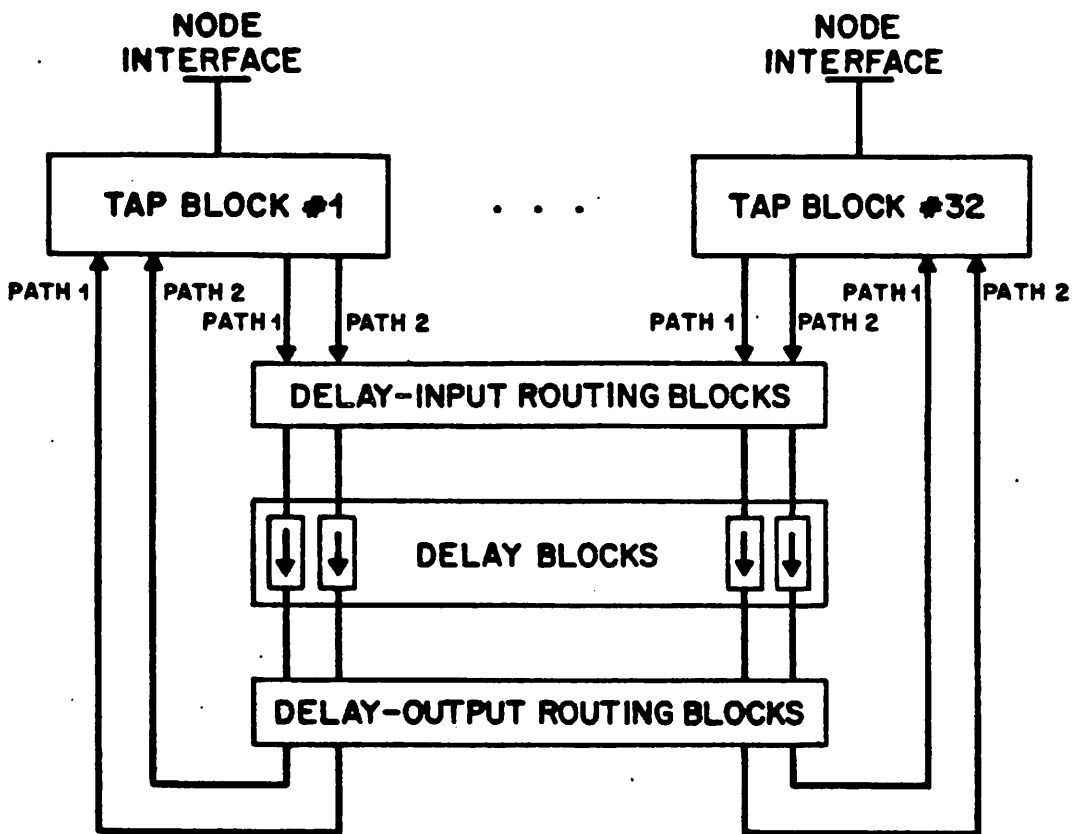 NODE
INTERFACE
NODE
INTERFACE
TAP BLOCK #1
. . .
TAP BLOCK #32
PATH 1
PATH 2
PATH 1
PATH 2
PATH 1
PATH 2
PATH 1
PATH 2
DELAY-INPUT ROUTING BLOCKS
DELAY BLOCKS
DELAY-OUTPUT ROUTING BLOCKS